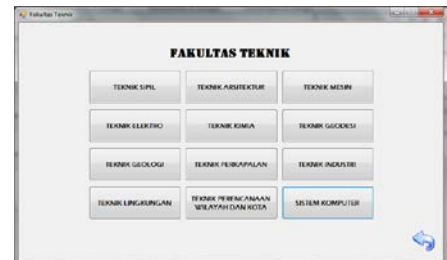 Fakultas Teknik
FAKULTAS TEKNIK
TEKNIK SIPIL
TEKNIK ARSITEKTUR
TEKNIK MESIN
TEKNIK ELEKTRO
TEKNIK KIMIA
TEKNIK GEODESI
TEKNIK GEOLOGI
TEKNIK PERKAPALAN
TEKNIK INDUSTRI
TEKNIK LINGKUNGAN
TEKNIK PERENCANAAN
WILAYAH DAN KOTA
SISTEM KOMPUTER